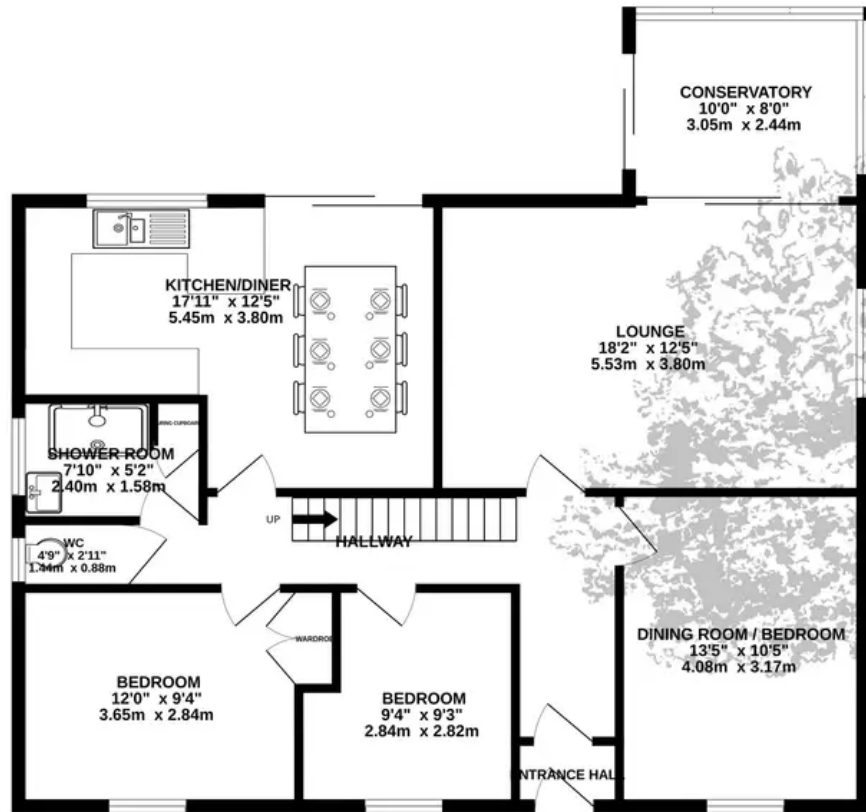 CONSERVATORY
10'0" x 8'0"
3.05m x 2.44m
KITCHEN/DINER
17'11" x 12'5"
5.45m x 3.80m
LOUNGE
18'2" x 12'5"
5.53m x 3.80m
SHOWER ROOM
7'10" x 5'2"
2.40m x 1.58m
UP
HALLWAY
WC
4'9" x 2'11"
1.44m x 0.88m
DINING ROOM / BEDROOM
13'5" x 10'5"
4.08m x 3.17m
BEDROOM
12'0" x 9'4"
3.65m x 2.84m
BEDROOM
9'4" x 9'3"
2.84m x 2.82m
ENTRANCE HALL